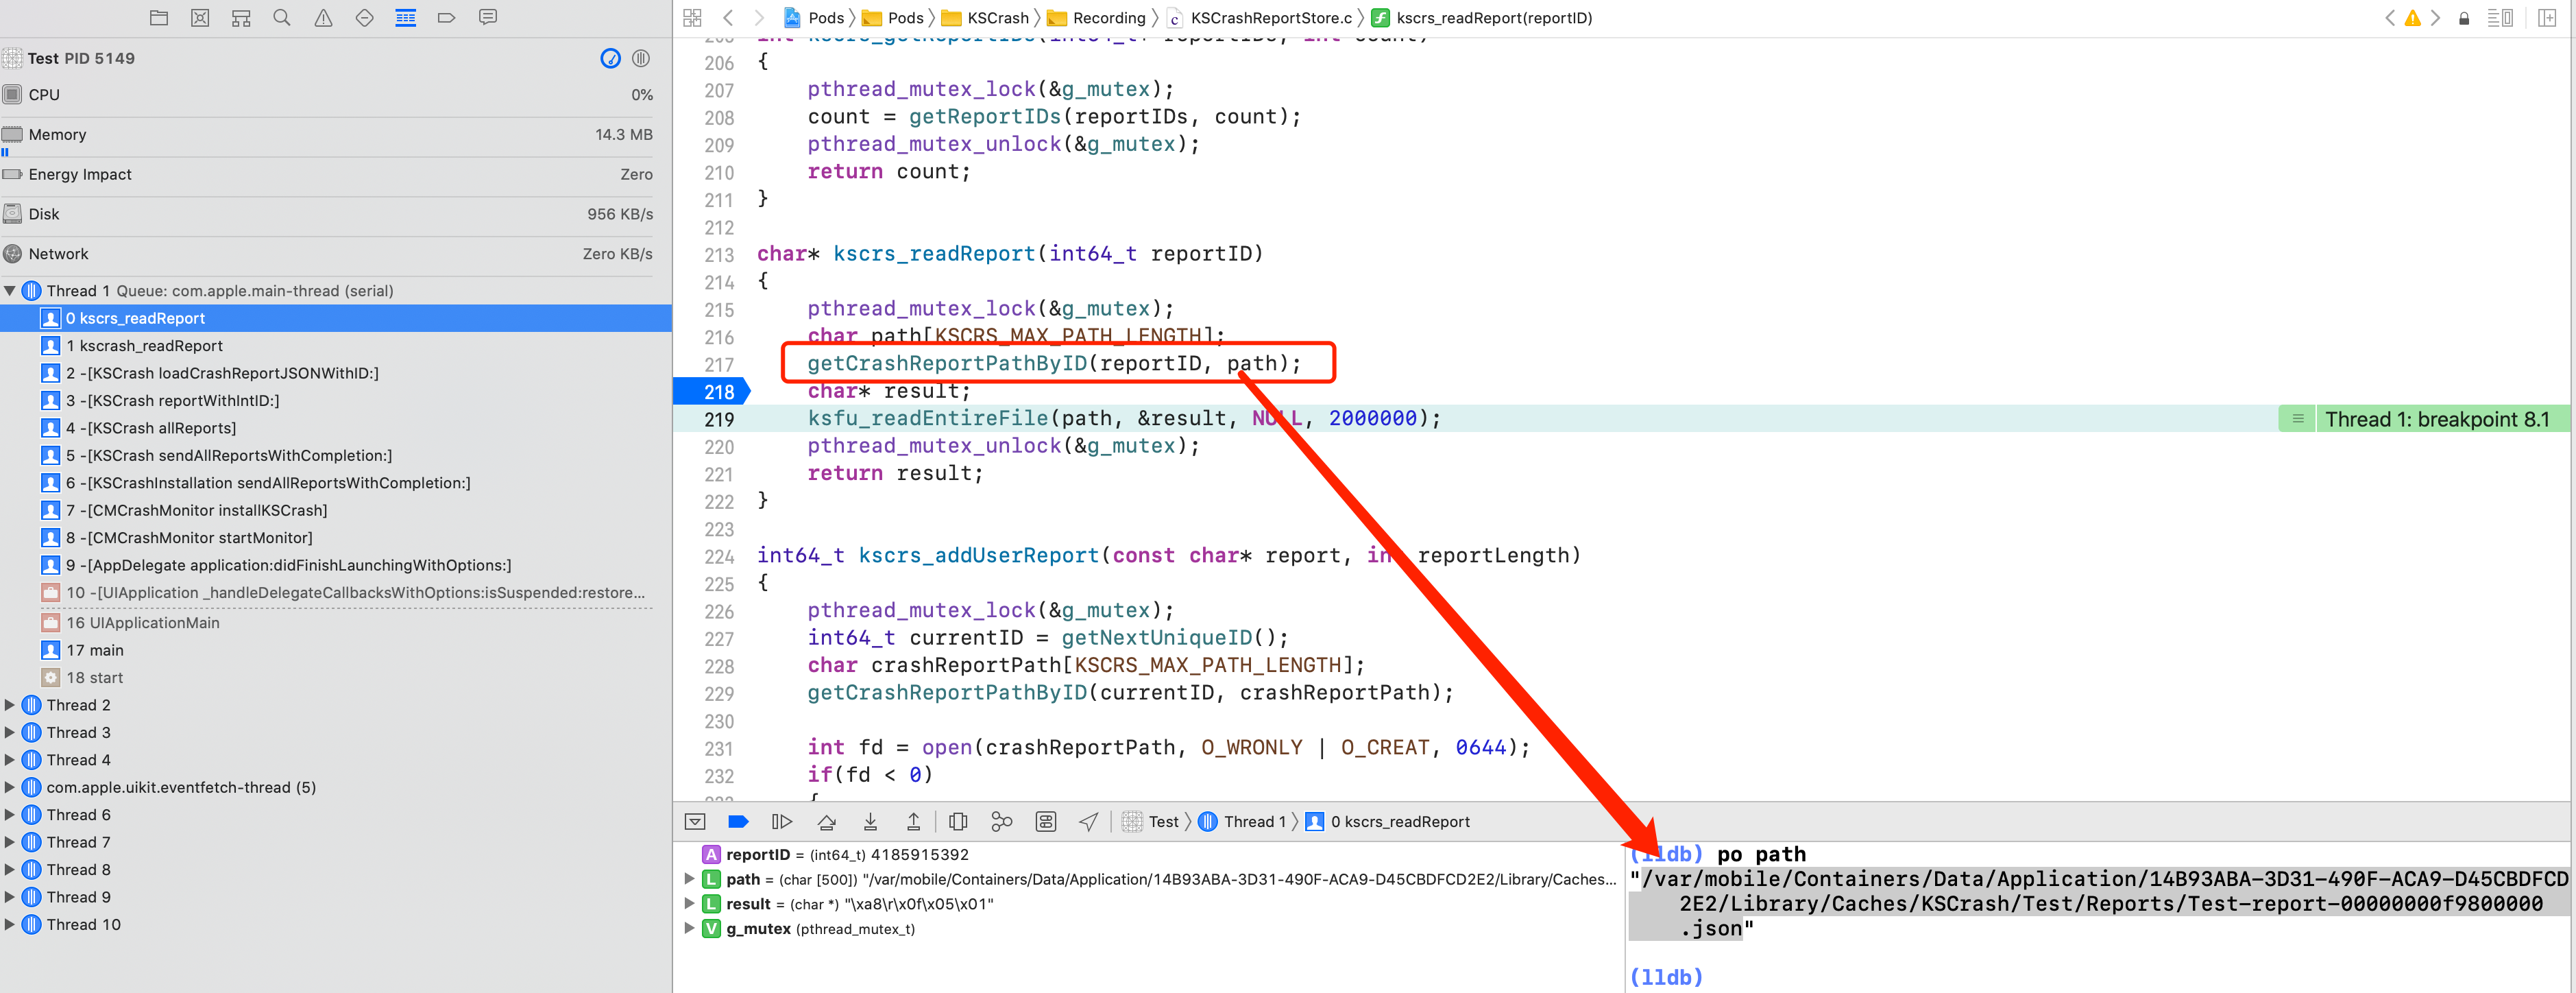 Pods Pods KSCrash Recording KSCrashReportStore.c kscrs_readReport(reportID)
Test PID 5149
CPU 0%
Memory 14.3 MB
Energy Impact Zero
Disk 956 KB/s
Network Zero KB/s
Thread 1 Queue: com.apple.main-thread (serial)
0 kscrs_readReport
1 kscrash_readReport
2 -[KSCrash loadCrashReportJSONWithID:]
3 -[KSCrash reportWithIntID:]
4 -[KSCrash allReports]
5 -[KSCrash sendAllReportsWithCompletion:]
6 -[KSCrashInstallation sendAllReportsWithCompletion:]
7 -[CMCrashMonitor installKSCrash]
8 -[CMCrashMonitor startMonitor]
9 -[AppDelegate application:didFinishLaunchingWithOptions:]
10 -[UIApplication _handleDelegateCallbacksWithOptions:isSuspended:restore...
16 UIApplicationMain
17 main
18 start
Thread 2
Thread 3
Thread 4
com.apple.uikit.eventfetch-thread (5)
Thread 6
Thread 7
Thread 8
Thread 9
Thread 10
206 {
207 pthread_mutex_lock(&g_mutex);
208 count = getReportIDs(reportIDs, count);
209 pthread_mutex_unlock(&g_mutex);
210 return count;
211 }
212
213 char* kscrs_readReport(int64_t reportID)
214 {
215 pthread_mutex_lock(&g_mutex);
216 char path[KSCRS_MAX_PATH_LENGTH];
217 getCrashReportPathByID(reportID, path);
218 char* result;
219 ksfu_readEntireFile(path, &result, NULL, 2000000); Thread 1: breakpoint 8.1
220 pthread_mutex_unlock(&g_mutex);
221 return result;
222 }
223
224 int64_t kscrs_addUserReport(const char* report, int reportLength)
225 {
226 pthread_mutex_lock(&g_mutex);
227 int64_t currentID = getNextUniqueID();
228 char crashReportPath[KSCRS_MAX_PATH_LENGTH];
229 getCrashReportPathByID(currentID, crashReportPath);
230
231 int fd = open(crashReportPath, O_WRONLY | O_CREAT, 0644);
232 if(fd < 0)
Test Thread 1 0 kscrs_readReport
A reportID = (int64_t) 4185915392
L path = (char [500]) "/var/mobile/Containers/Data/Application/14B93ABA-3D31-490F-ACA9-D45CBDFCD2E2/Library/Caches...
L result = (char *) "\xa8\r\x0f\x05\x01"
V g_mutex (pthread_mutex_t)
(lldb) po path
"/var/mobile/Containers/Data/Application/14B93ABA-3D31-490F-ACA9-D45CBDFCD
2E2/Library/Caches/KSCrash/Test/Reports/Test-report-00000000f9800000
.json"
(lldb)